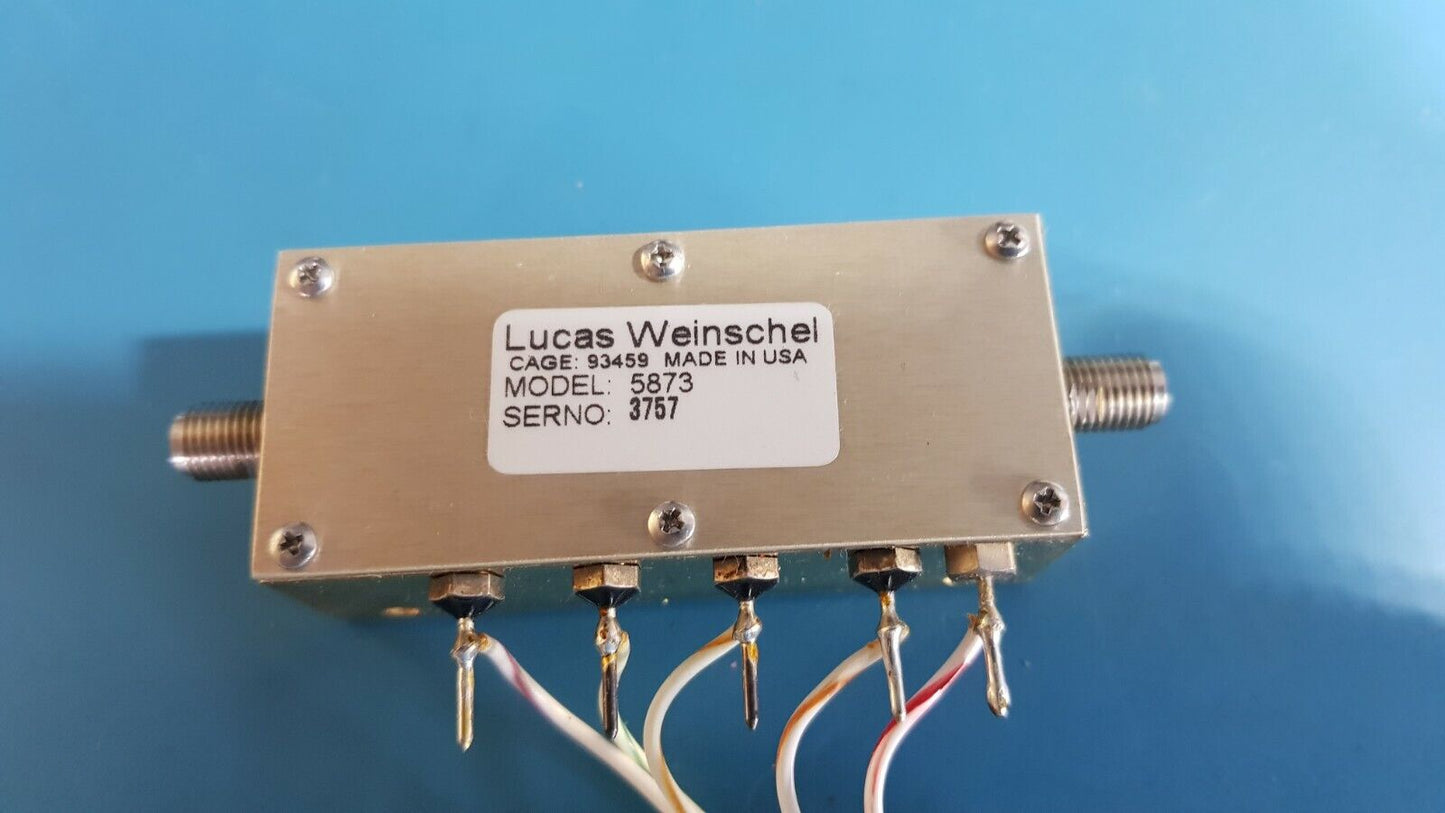 Lucas Weinschel
CAGE: 93459 MADE IN USA
MODEL: 5873
SERNO: 3757